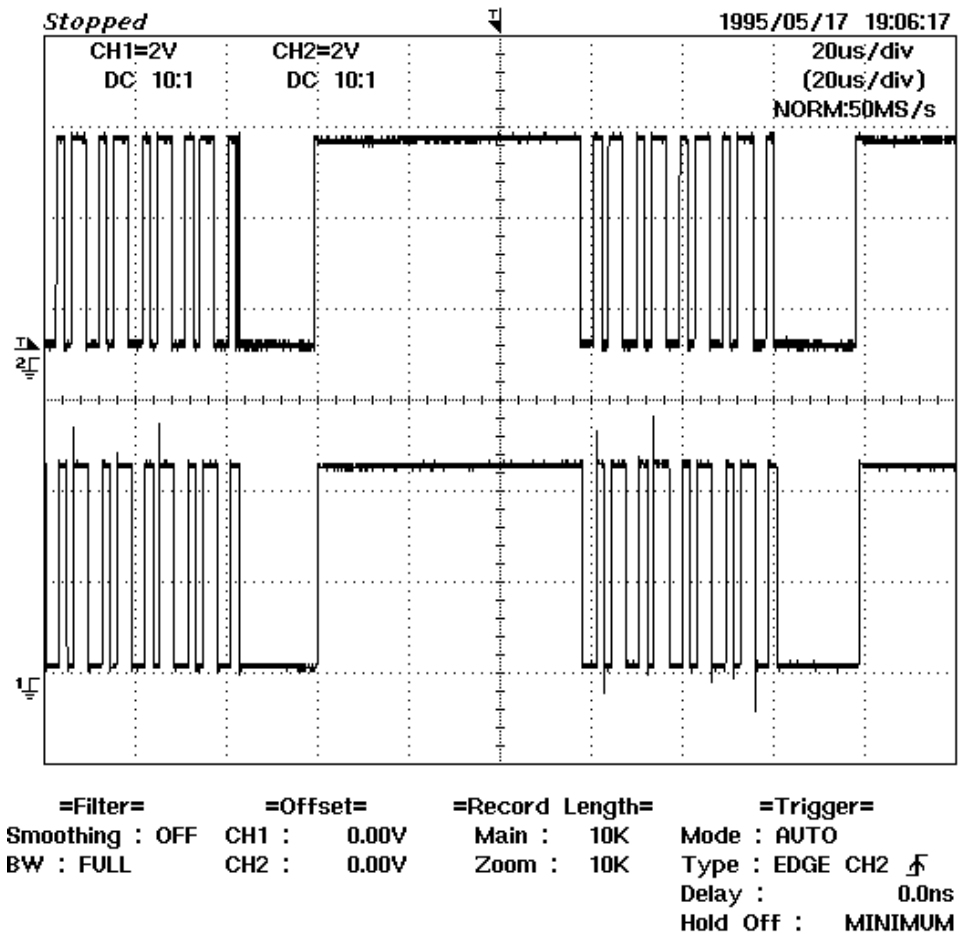 Stopped 1995/05/17 19:06:17
CH1=2V CH2=2V 20us/div
DC 10:1 DC 10:1 (20us/div)
NORM:50MS/s
T
T
2
1
=Filter= =Offset= =Record Length= =Trigger=
Smoothing : OFF CH1 : 0.00V Main : 10K Mode : AUTO
BW : FULL CH2 : 0.00V Zoom : 10K Type : EDGE CH2
Delay : 0.0ns
Hold Off : MINIMUM